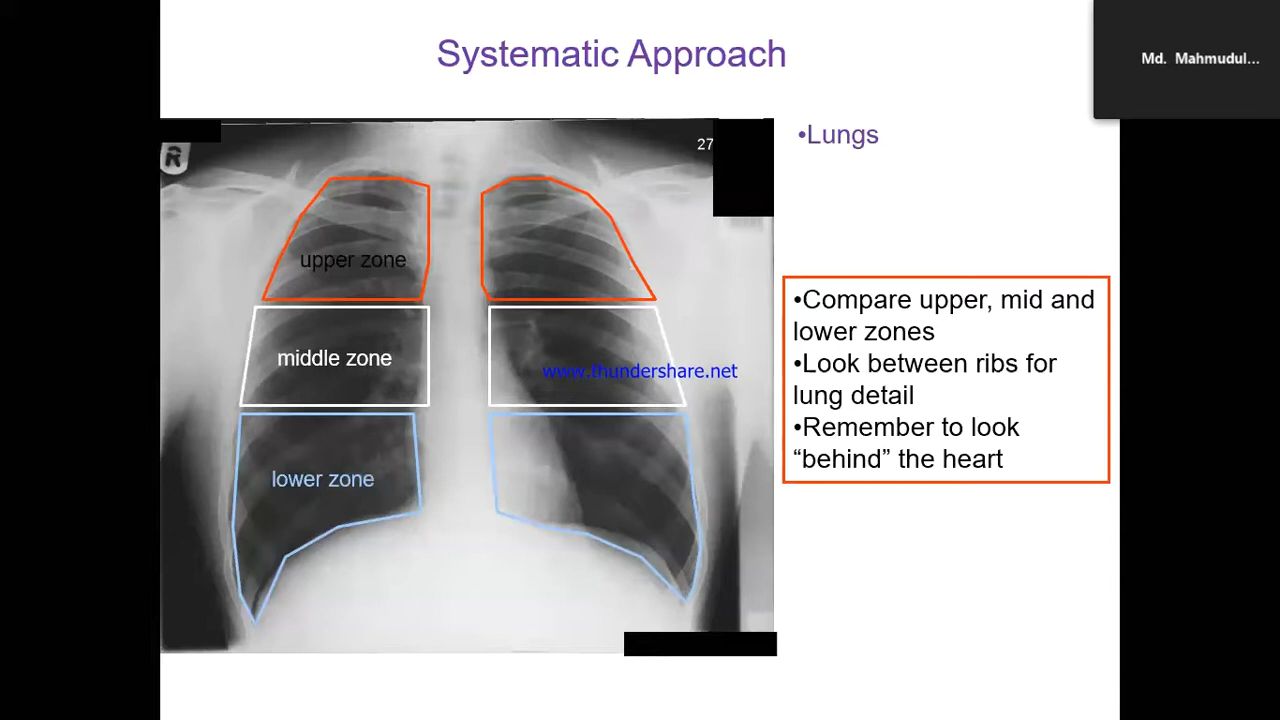 Systematic Approach
Md. Mahmudul...
R
27
•Lungs
upper zone
middle zone
www.thundershare.net
lower zone
•Compare upper, mid and
lower zones
•Look between ribs for
lung detail
•Remember to look
“behind” the heart